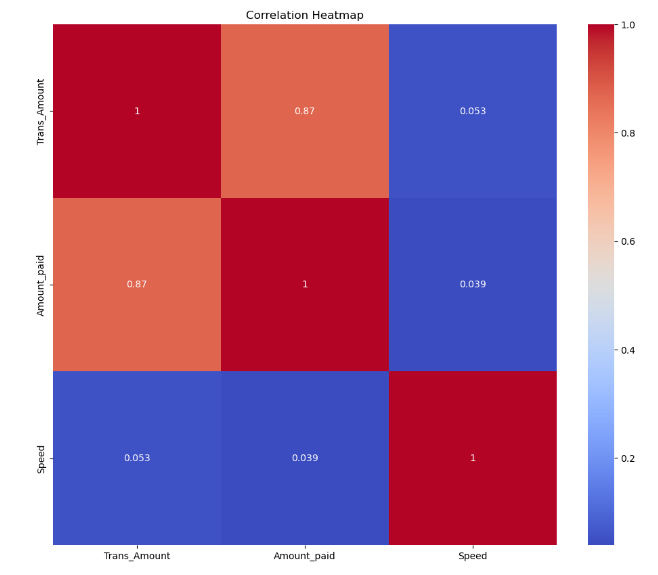 Correlation Heatmap
Trans_Amount
1
0.87
0.053
Amount_paid
0.87
1
0.039
Speed
0.053
0.039
1
Trans_Amount
Amount_paid
Speed
1.0
0.8
0.6
0.4
0.2